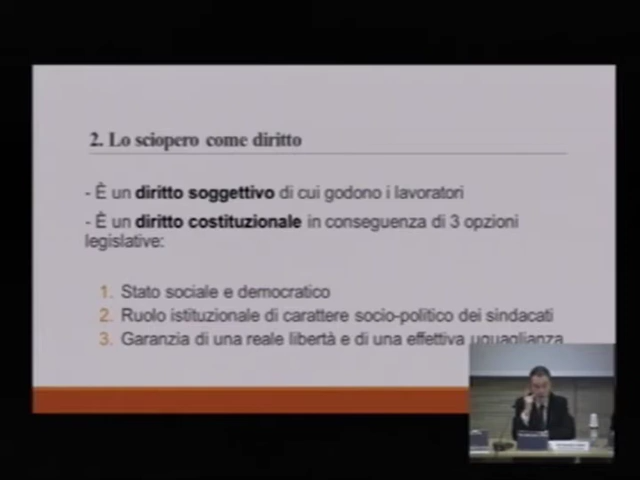 2. Lo sciopero come diritto
- È un diritto soggettivo di cui godono i lavoratori
- È un diritto costituzionale in conseguenza di 3 opzioni
legislative:
1. Stato sociale e democratico
2. Ruolo istituzionale di carattere socio-politico dei sindacati
3. Garanzia di una reale libertà e di una effettiva uguaglianza